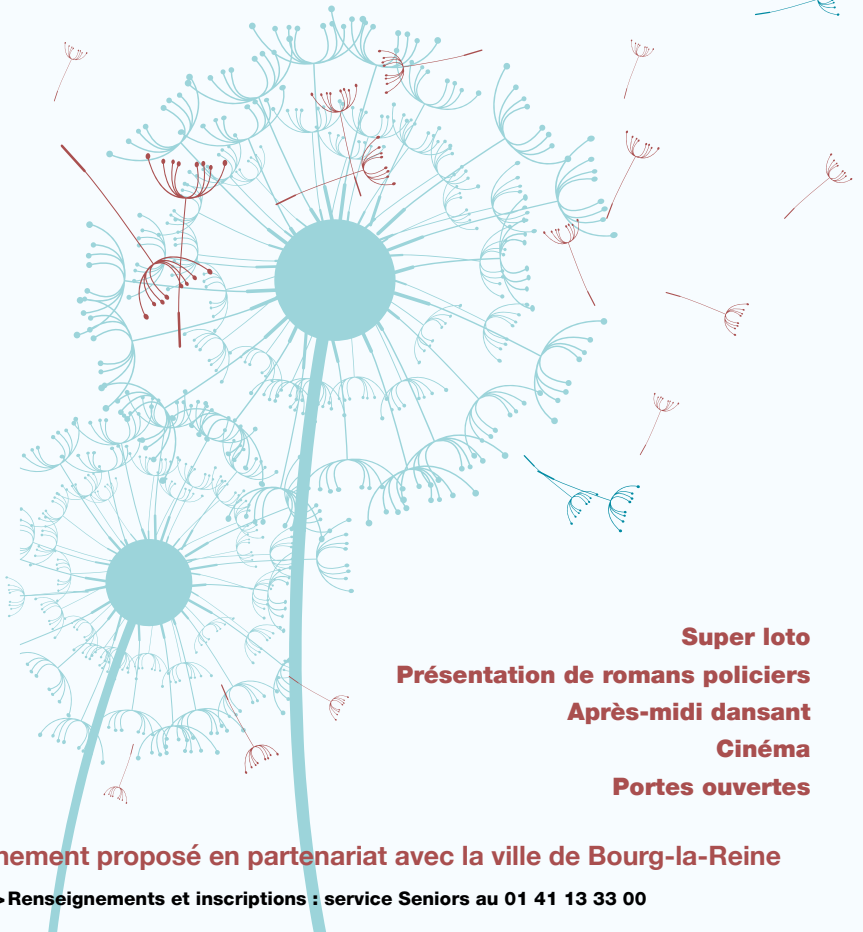 Super loto
Présentation de romans policiers
Après-midi dansant
Cinéma
Portes ouvertes
proposé en partenariat avec la ville de Bourg-la-Reine
>Renseignements et inscriptions : service Seniors au 01 41 13 33 00